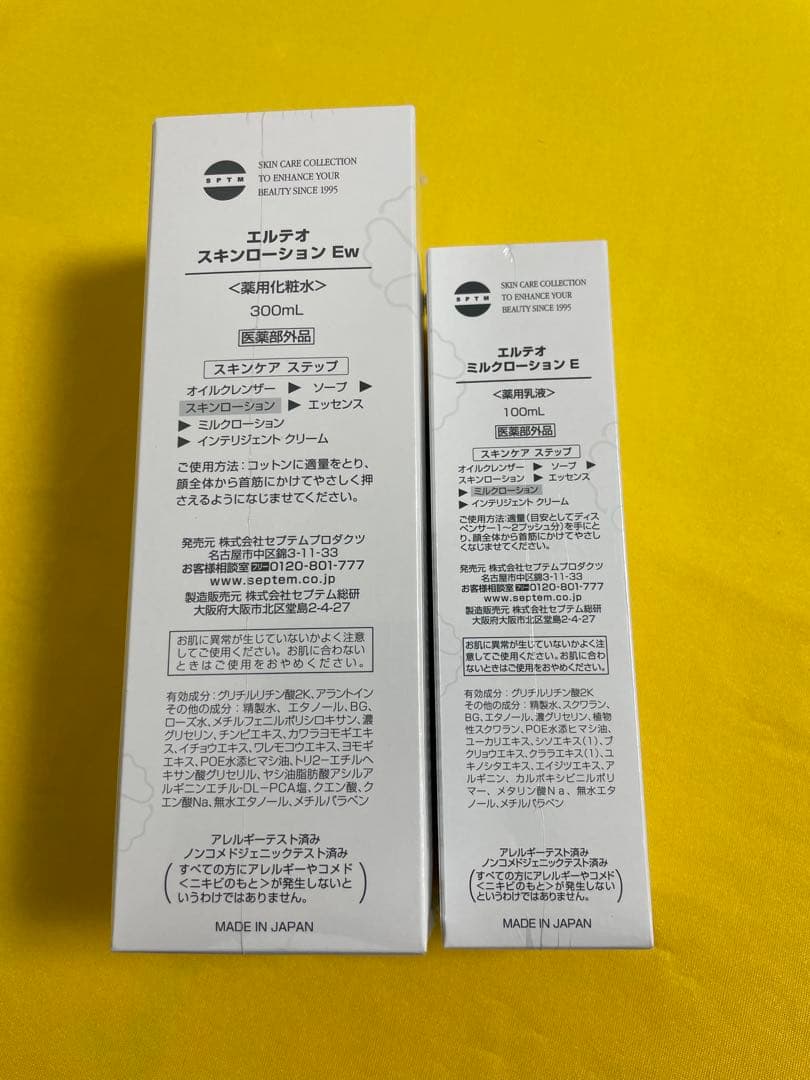 SPTM
SKIN CARE COLLECTION
TO ENHANCE YOUR
BEAUTY SINCE 1995
エルテオ
スキンローション Ew
<薬用化粧水>
300mL
医薬部外品
スキンケア ステップ
オイルクレンザー ▶ ソープ ▶
スキンローション ▶ エッセンス
▶ ミルクローション
▶ インテリジェント クリーム
ご使用方法:コットンに適量をとり、
顔全体から首筋にかけてやさしく押
さえるようになじませてください。
発売元 株式会社セプテムプロダクツ
名古屋市中区錦3-11-33
お客様相談室 フリー0120-801-777
www.septem.co.jp
製造販売元 株式会社セプテム総研
大阪府大阪市北区堂島2-4-27
お肌に異常が生じていないかよく注意
してご使用ください。お肌に合わない
ときはご使用をおやめください。
有効成分:グリチルリチン酸2K、アラントイン
その他の成分:精製水、エタノール、BG、
ローズ水、メチルフェニルポリシロキサン、濃
グリセリン、チンピエキス、カワラヨモギエキ
ス、イチョウエキス、ワレモコウエキス、ヨモギ
エキス、POE水添ヒマシ油、トリ2-エチルヘ
キサン酸グリセリル、ヤシ油脂肪酸アシルア
ルギニンエチル・DL-PCA塩、クエン酸、ク
エン酸Na、無水エタノール、メチルパラベン
アレルギーテスト済み
ノンコメドジェニックテスト済み
(すべての方にアレルギーやコメド
<ニキビのもと>が発生しないと
いうわけではありません。)
MADE IN JAPAN
SPTM
SKIN CARE COLLECTION
TO ENHANCE YOUR
BEAUTY SINCE 1995
エルテオ
ミルクローション E
<薬用乳液>
100mL
医薬部外品
スキンケア ステップ
オイルクレンザー ▶ ソープ ▶
スキンローション ▶ エッセンス
▶ ミルクローション
▶ インテリジェント クリーム
ご使用方法:適量(目安としてディス
ペンサー1〜2プッシュ分)を手にと
り、顔全体から首筋にかけてやさし
くなじませてください。
発売元 株式会社セプテムプロダクツ
名古屋市中区錦3-11-33
お客様相談室 フリー0120-801-777
www.septem.co.jp
製造販売元 株式会社セプテム総研
大阪府大阪市北区堂島2-4-27
お肌に異常が生じていないかよく注
意してご使用ください。お肌に合わ
ないときはご使用をおやめください。
有効成分:グリチルリチン酸2K
その他の成分:精製水、スクワラン、
BG、エタノール、濃グリセリン、植物
性スクワラン、POE水添ヒマシ油、
ユーカリエキス、シソエキス(1)、ブ
クリョウエキス、クララエキス(1)、ユ
キノシタエキス、エイジツエキス、ア
ルギニン、カルボキシビニルポリ
マー、メタリン酸Na、無水エタ
ノール、メチルパラベン
アレルギーテスト済み
ノンコメドジェニックテスト済み
(すべての方にアレルギーやコメド
<ニキビのもと>が発生しない
というわけではありません。)
MADE IN JAPAN